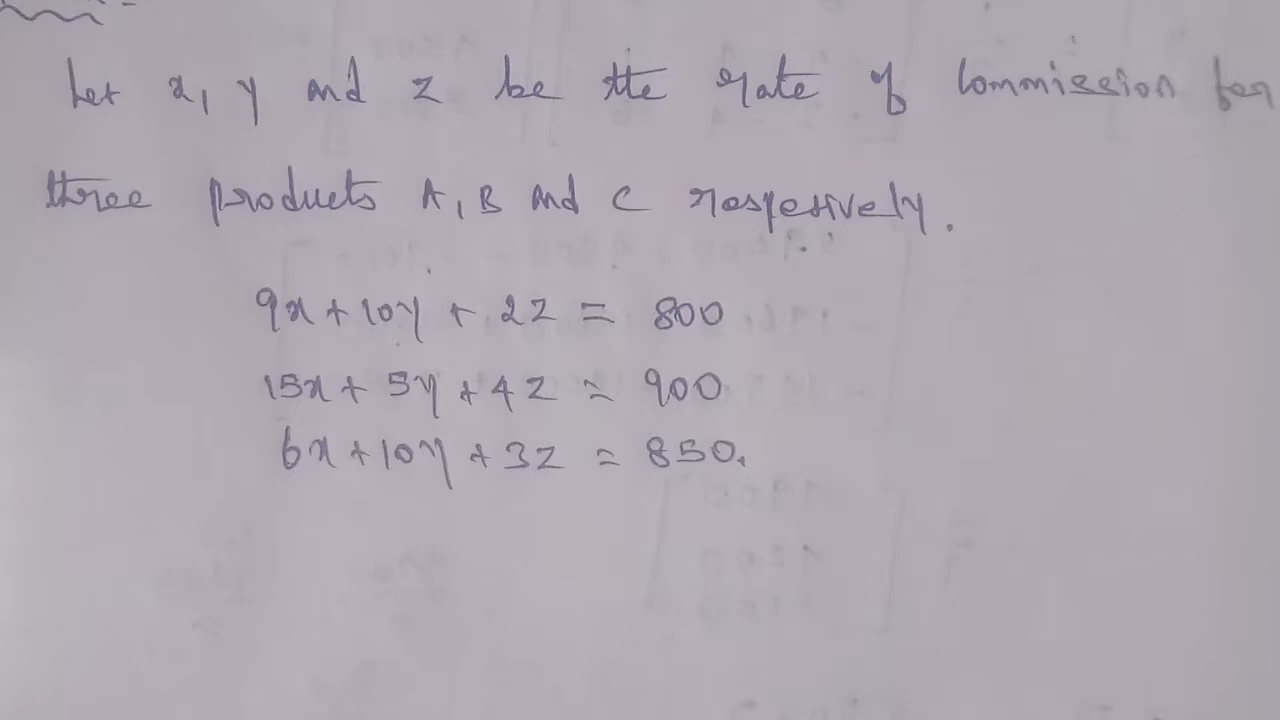 Let x, y and z be the rate of Commission for
three products A, B and C respesively.
9x + 10y + 2z = 800
15x + 5y + 4z = 900
6x + 10y + 3z = 850.